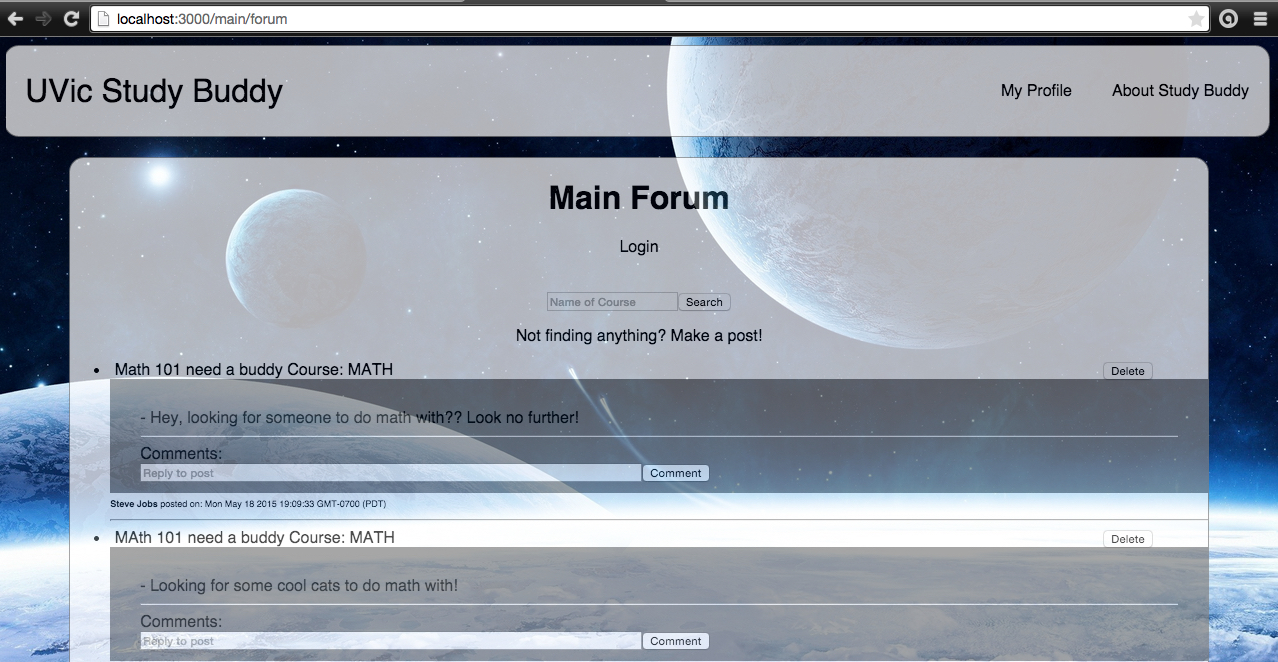 localhost:3000/main/forum
UVic Study Buddy
My Profile
About Study Buddy
Main Forum
Login
Name of Course Search
Not finding anything? Make a post!
• Math 101 need a buddy Course: MATH Delete
- Hey, looking for someone to do math with?? Look no further!
Comments:
Reply to post Comment
Steve Jobs posted on: Mon May 18 2015 19:09:33 GMT-0700 (PDT)
• MAth 101 need a buddy Course: MATH Delete
- Looking for some cool cats to do math with!
Comments:
Reply to post Comment